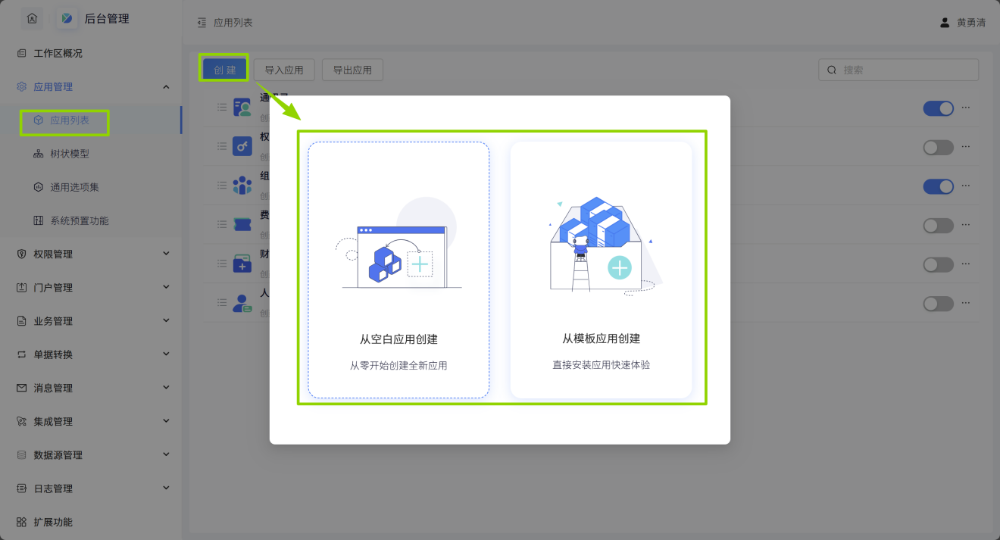 后台管理
应用列表
黄勇清
工作区概况
应用管理
应用列表
树状模型
通用选项集
系统预置功能
权限管理
门户管理
业务管理
单据转换
消息管理
集成管理
数据源管理
日志管理
扩展功能
创 建
导入应用
导出应用
搜索
通
创
权
创
组
创
费
创
财
创
人
创
从空白应用创建
从零开始创建全新应用
从模板应用创建
直接安装应用快速体验